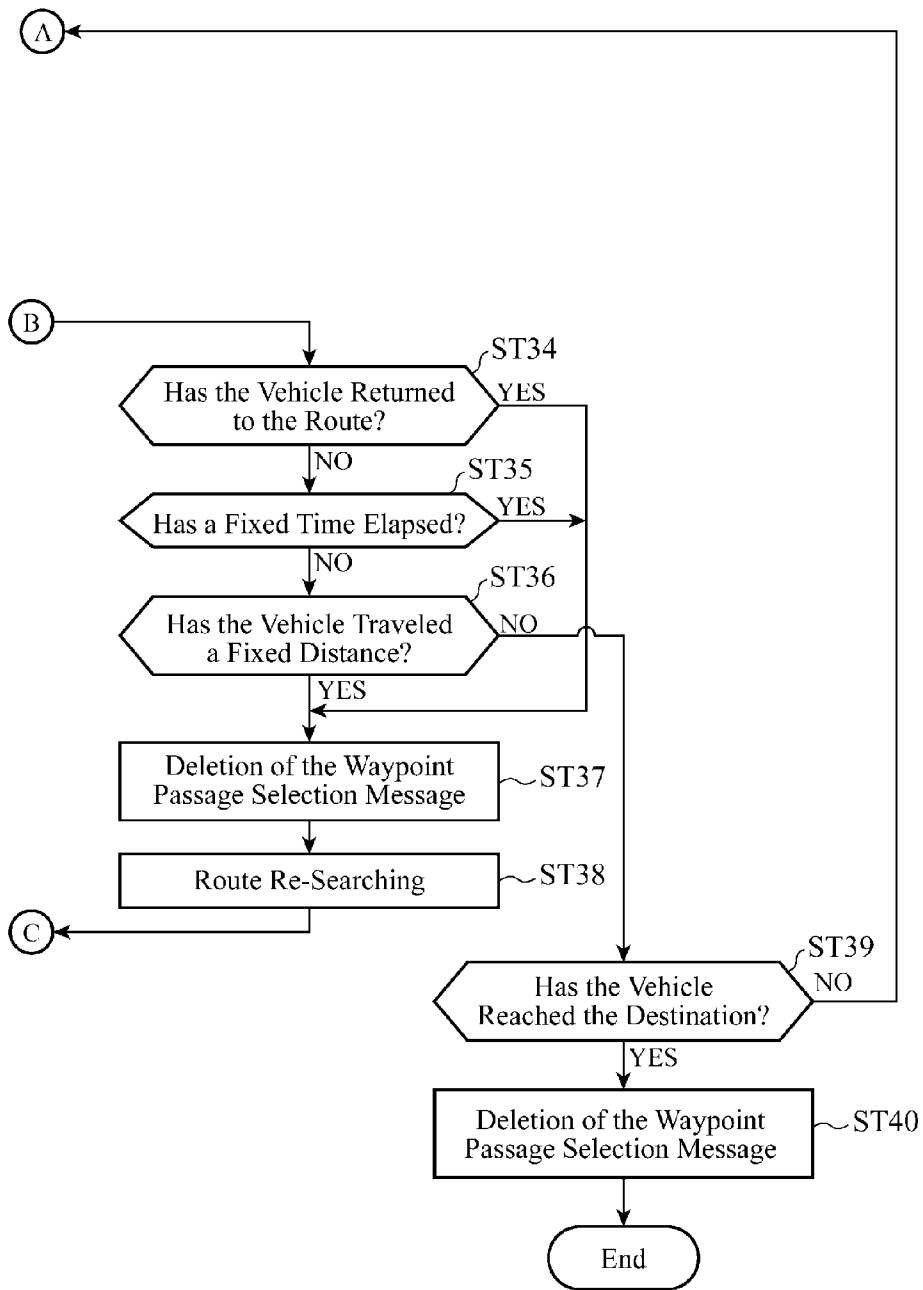 A
B
ST34
Has the Vehicle Returned
to the Route?
YES
NO
ST35
Has a Fixed Time Elapsed?
YES
NO
ST36
Has the Vehicle Traveled
a Fixed Distance?
NO
YES
Deletion of the Waypoint
Passage Selection Message
ST37
Route Re-Searching
ST38
C
ST39
Has the Vehicle
Reached the Destination?
NO
YES
Deletion of the Waypoint
Passage Selection Message
ST40
End